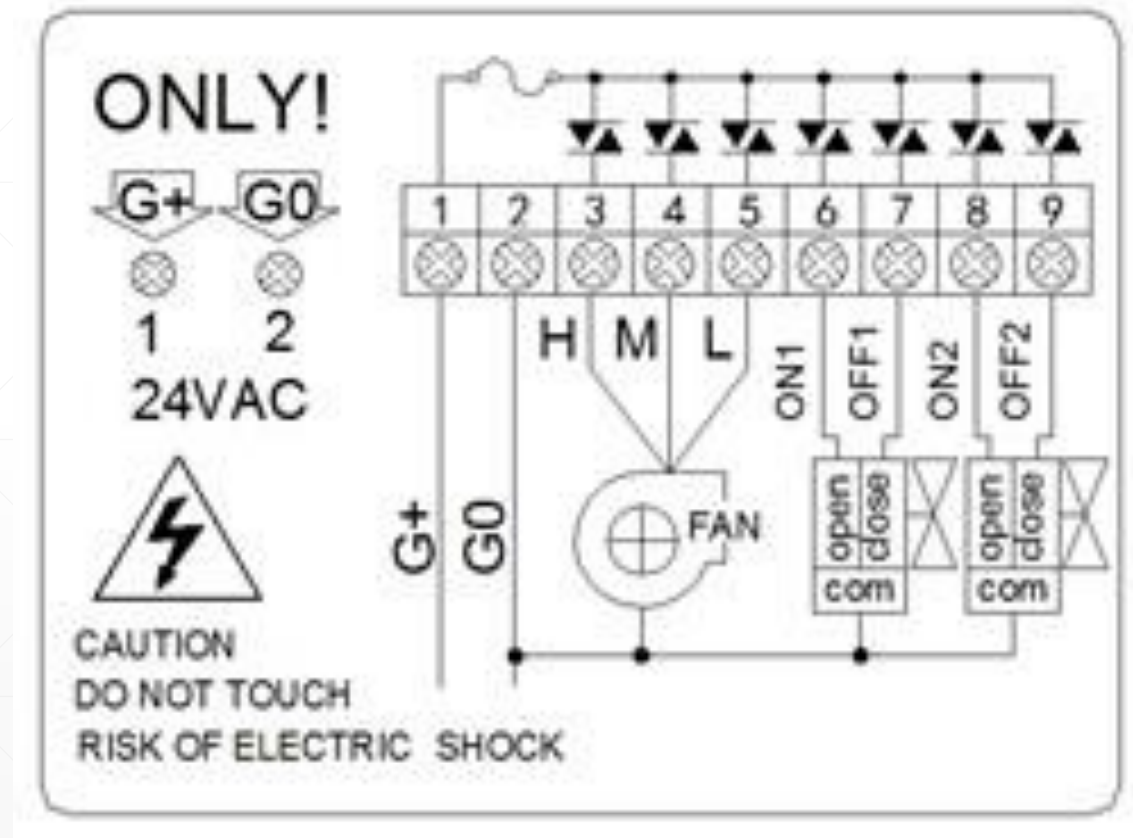 ONLY!
G+ G0
1 2
24VAC
CAUTION
DO NOT TOUCH
RISK OF ELECTRIC SHOCK
1 2 3 4 5 6 7 8 9
H M L
ON1 OFF1 ON2 OFF2
G+ G0
FAN
open close open close
com com